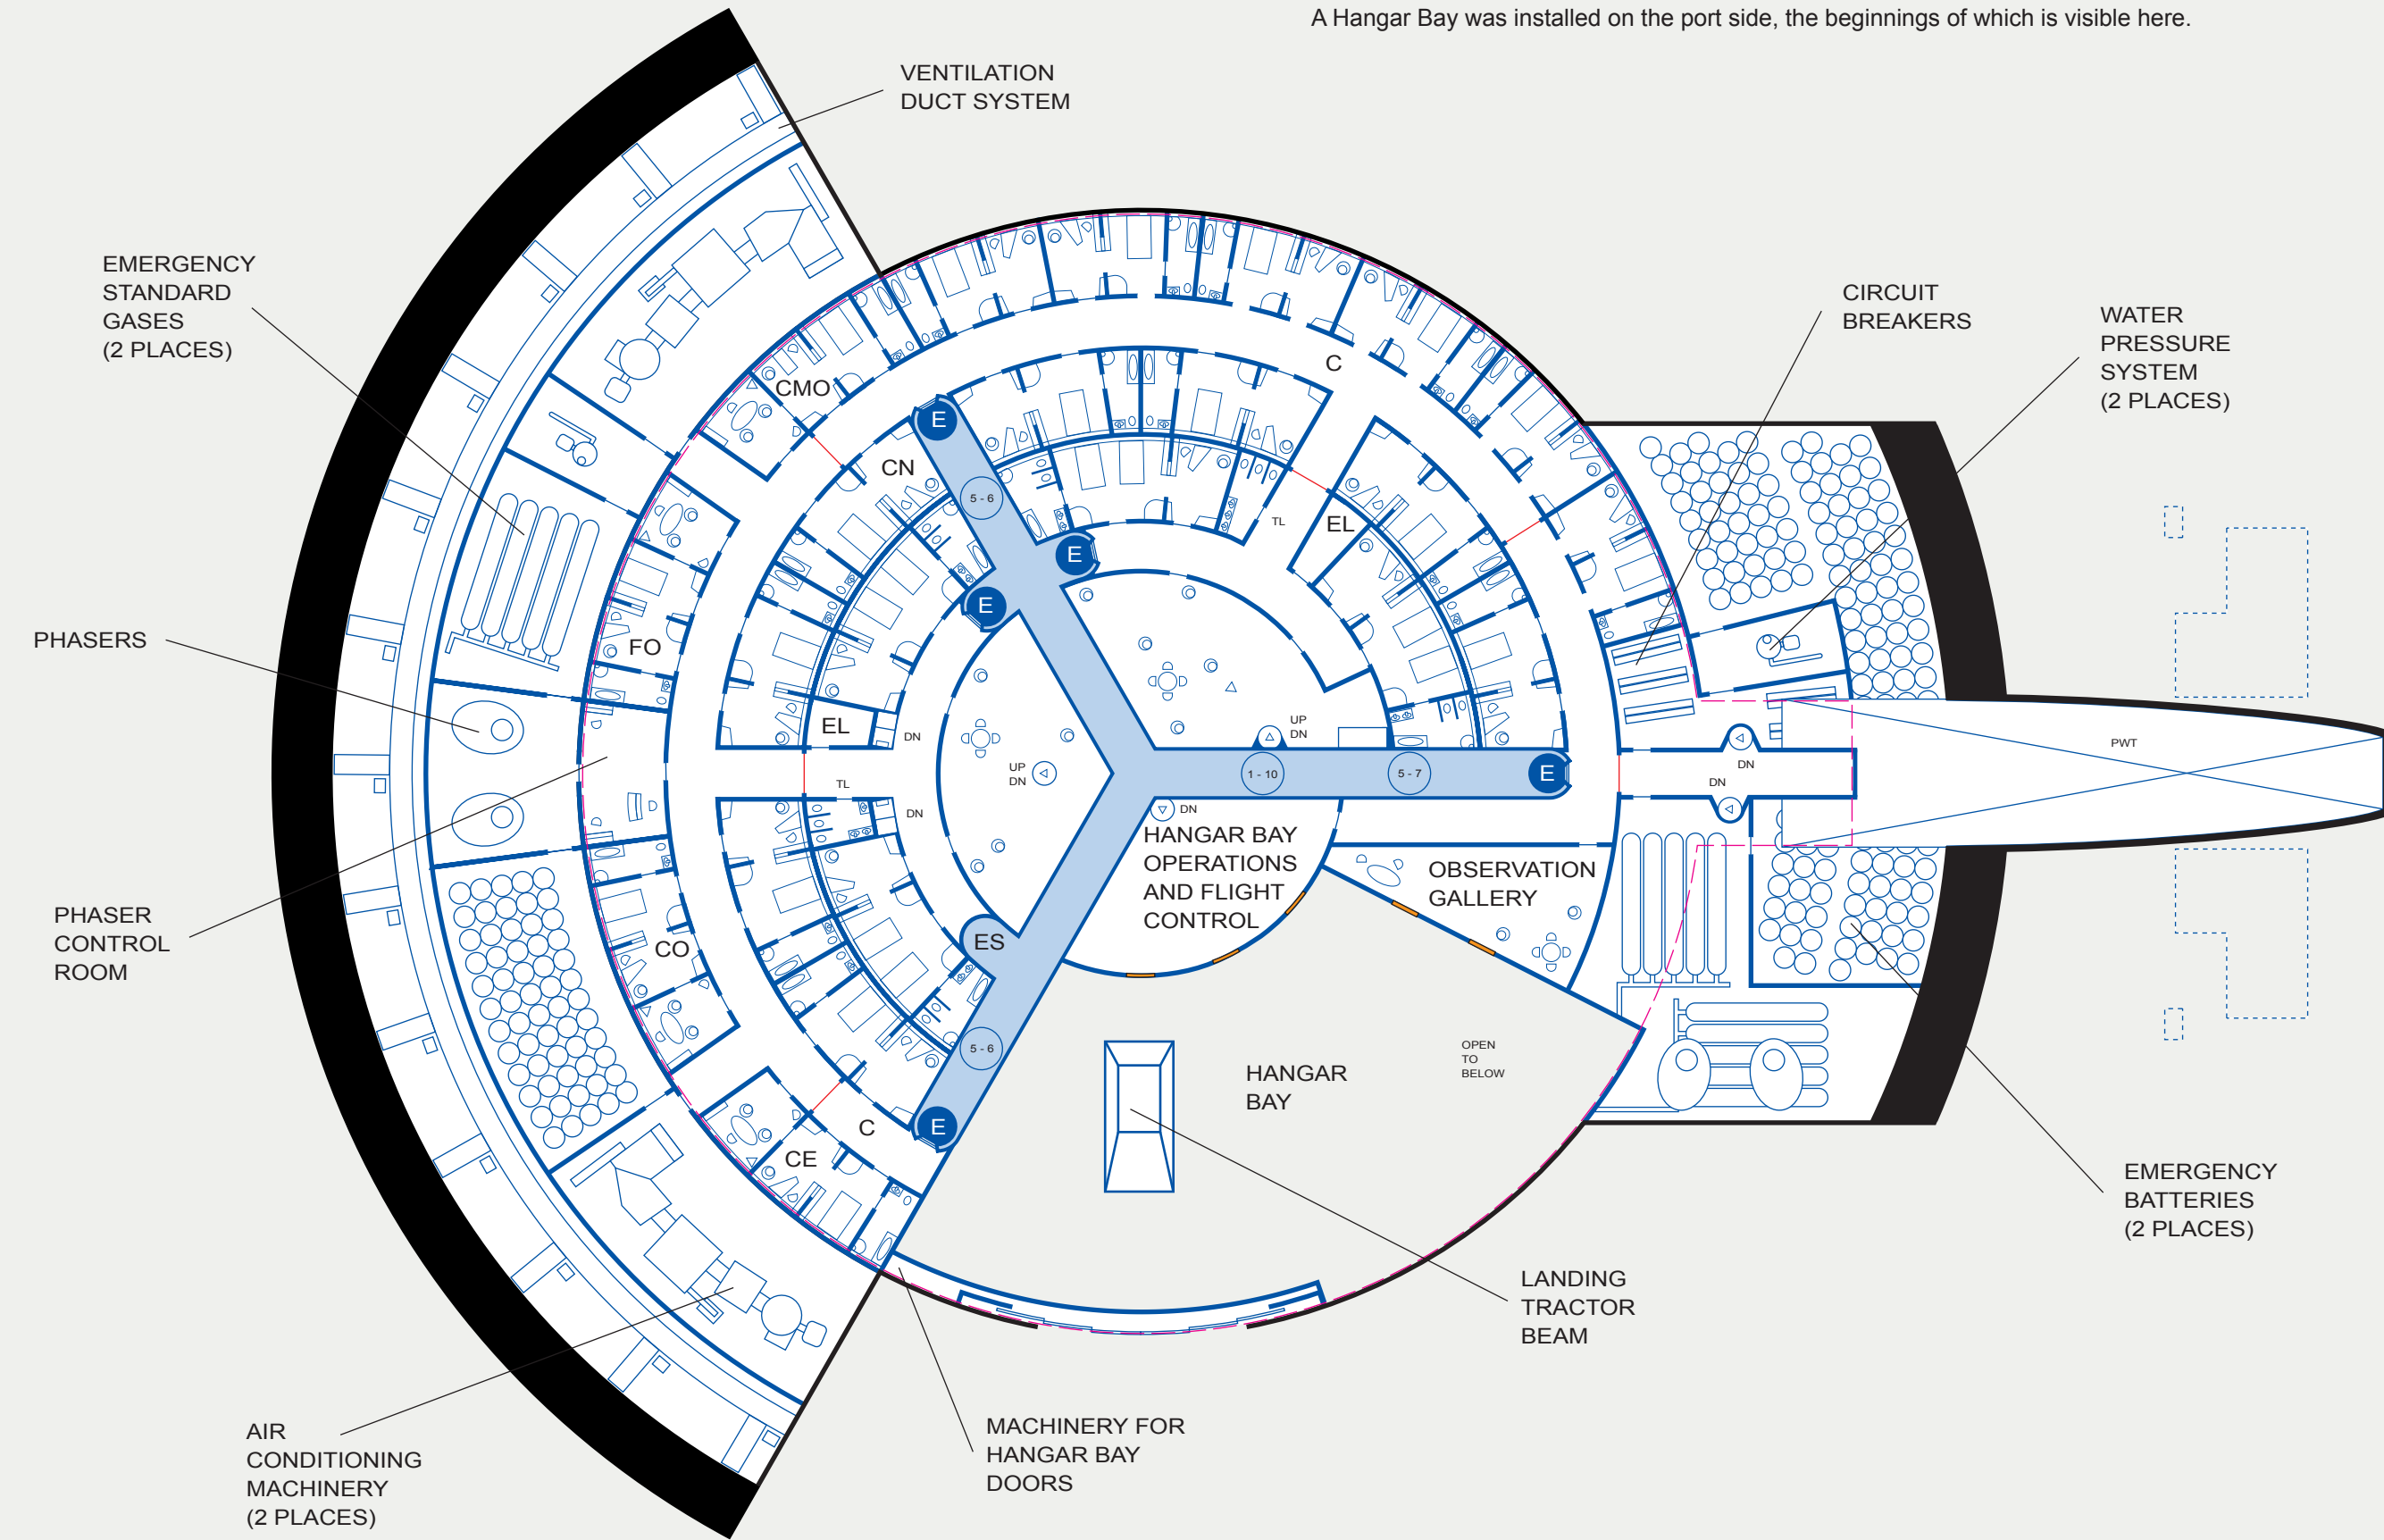 A Hangar Bay was installed on the port side, the beginnings of which is visible here.
VENTILATION
DUCT SYSTEM
EMERGENCY
STANDARD
GASES
(2 PLACES)
CIRCUIT
BREAKERS
WATER
PRESSURE
SYSTEM
(2 PLACES)
C
CMO
E
CN
5 - 6
TL
EL
E
E
PHASERS
FO
EL
DN
UP
DN
UP
DN
PWT
TL
1 - 10
5 - 7
E
DN
DN
DN
DN
HANGAR BAY
OPERATIONS
AND FLIGHT
CONTROL
OBSERVATION
GALLERY
PHASER
CONTROL
ROOM
CO
ES
5 - 6
OPEN
TO
BELOW
HANGAR
BAY
C
E
CE
EMERGENCY
BATTERIES
(2 PLACES)
LANDING
TRACTOR
BEAM
MACHINERY FOR
HANGAR BAY
DOORS
AIR
CONDITIONING
MACHINERY
(2 PLACES)